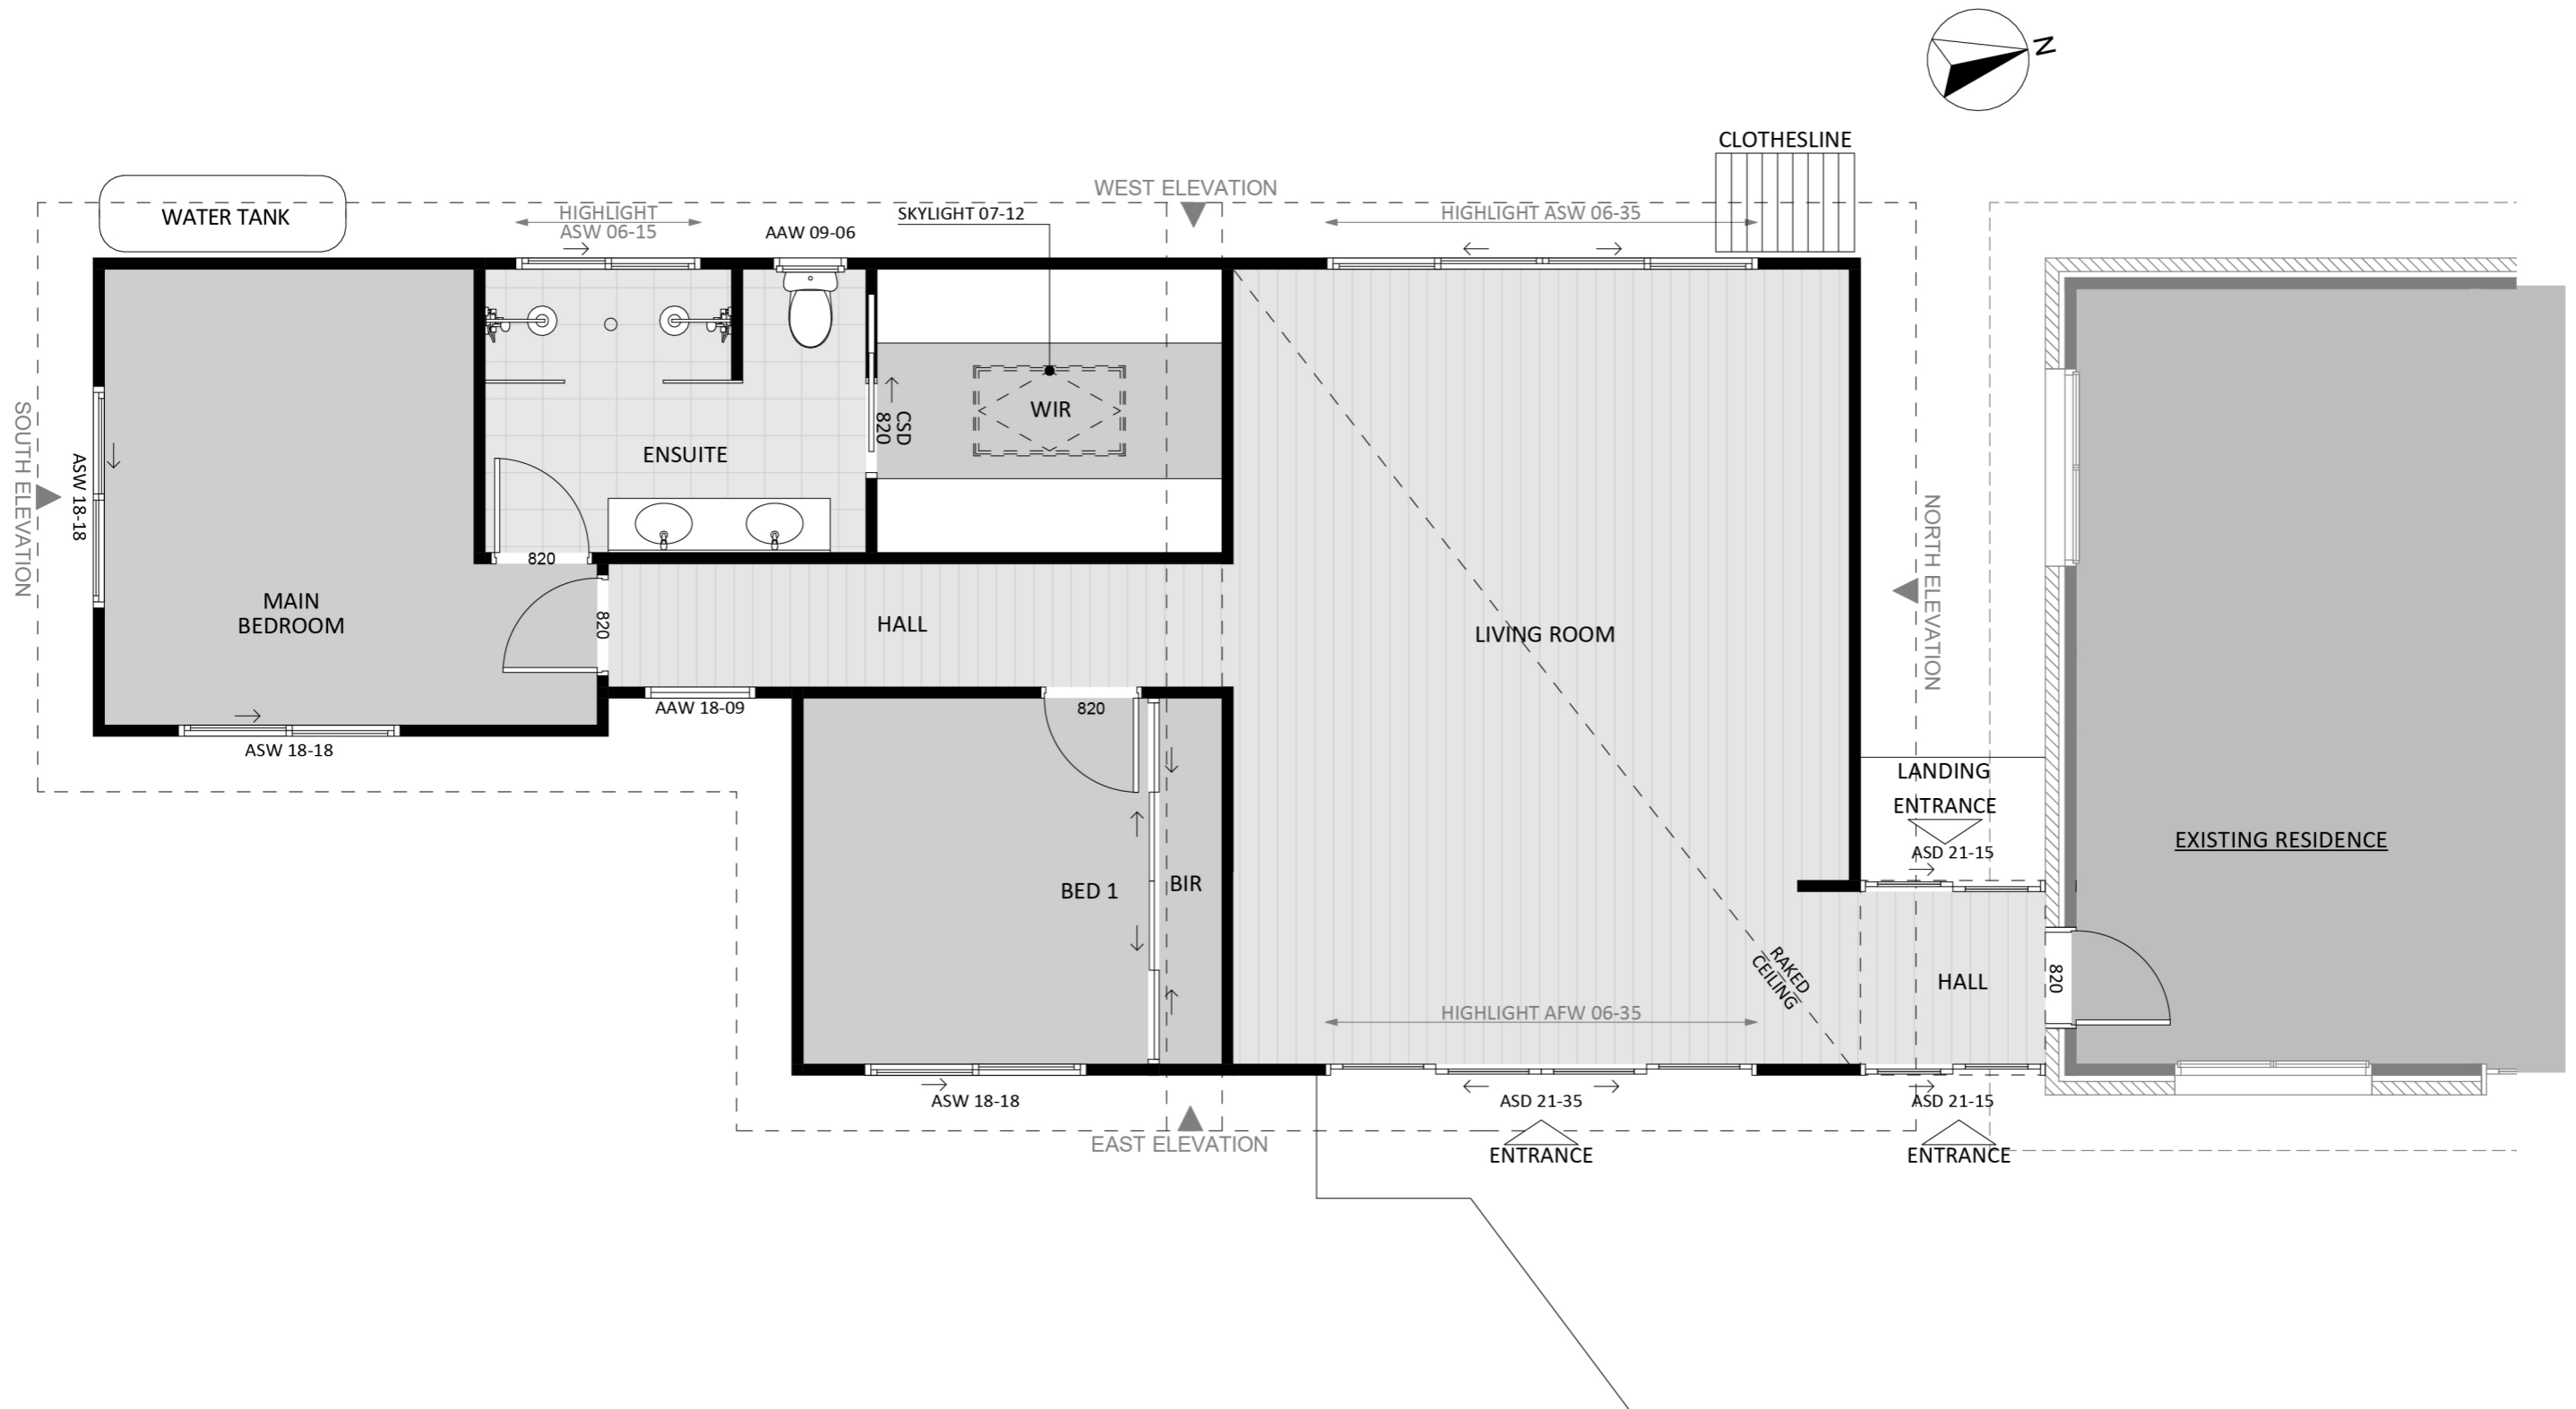 N
CLOTHESLINE
WEST ELEVATION
WATER TANK
HIGHLIGHT
ASW 06-15
AAW 09-06
SKYLIGHT 07-12
HIGHLIGHT ASW 06-35
SOUTH ELEVATION
ASW 18-18
WIR
CSD
820
ENSUITE
NORTH ELEVATION
820
MAIN
BEDROOM
820
HALL
LIVING ROOM
AAW 18-09
820
ASW 18-18
LANDING
ENTRANCE
ASD 21-15
EXISTING RESIDENCE
BED 1
BIR
RAKED
CEILING
HALL
820
HIGHLIGHT AFW 06-35
ASW 18-18
ASD 21-35
ASD 21-15
EAST ELEVATION
ENTRANCE
ENTRANCE